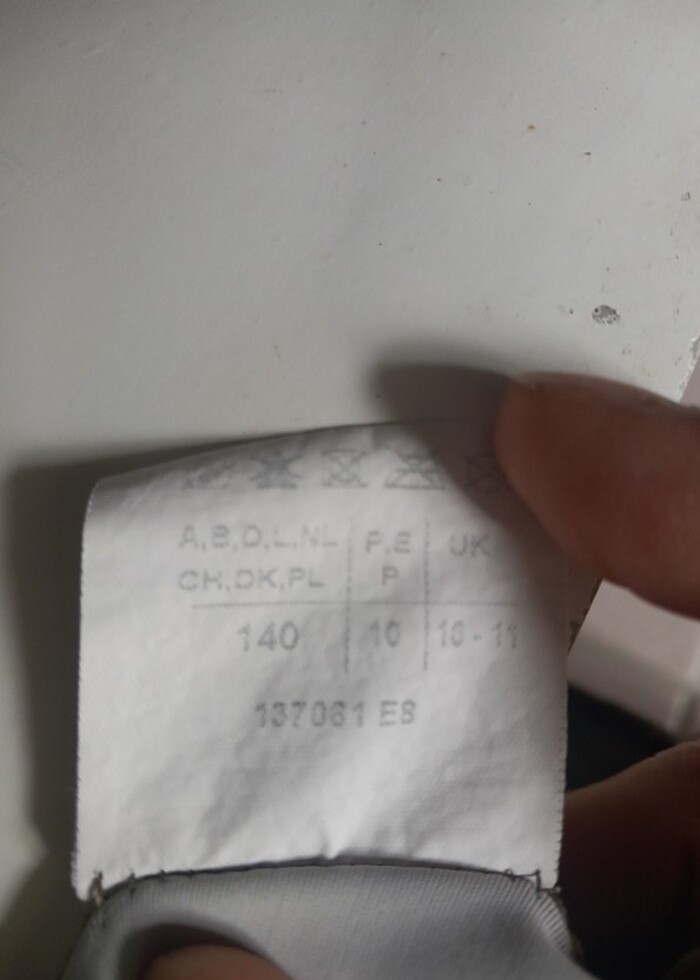 A,B,D,L,NL P,E UK
CH,DK,PL P
140 10 10 - 11
137061 E8